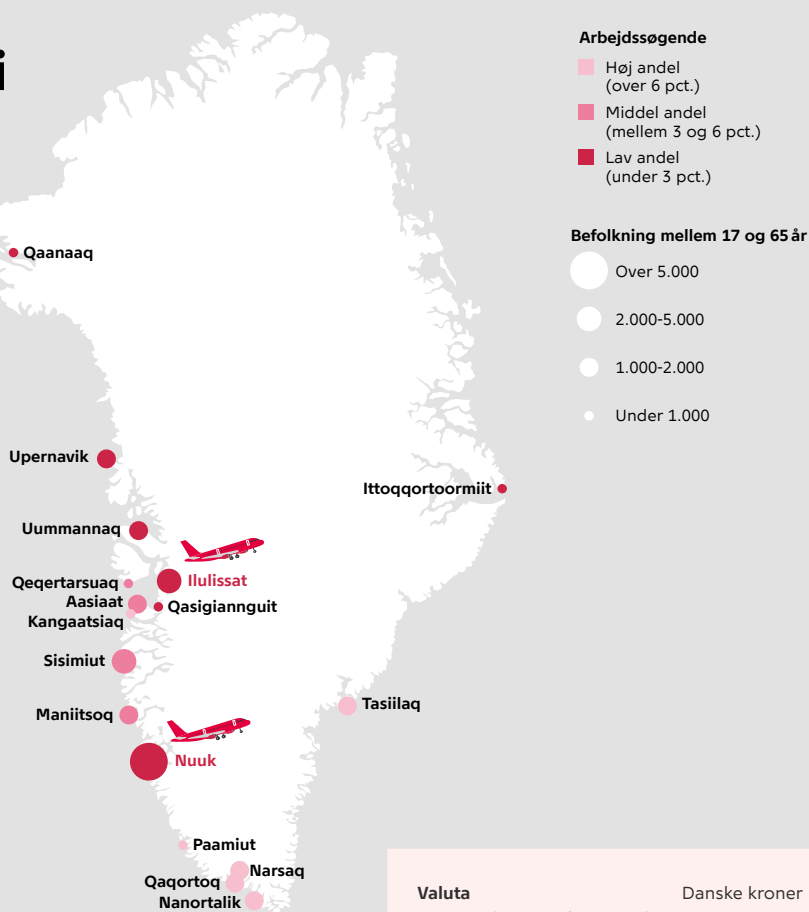 i
Arbejdssøgende
Høj andel
(over 6 pct.)
Middel andel
(mellem 3 og 6 pct.)
Lav andel
(under 3 pct.)
Befolkning mellem 17 og 65 år
Over 5.000
2.000-5.000
1.000-2.000
Under 1.000
Qaanaaq
Upernavik
Ittoqqortoormiit
Uummannaq
Qeqertarsuaq
Ilulissat
Aasiaat
Qasigiannguit
Kangaatsiaq
Sisimiut
Maniitsoq
Tasiilaq
Nuuk
Paamiut
Narsaq
Qaqortoq
Nanortalik
Valuta
Danske kroner